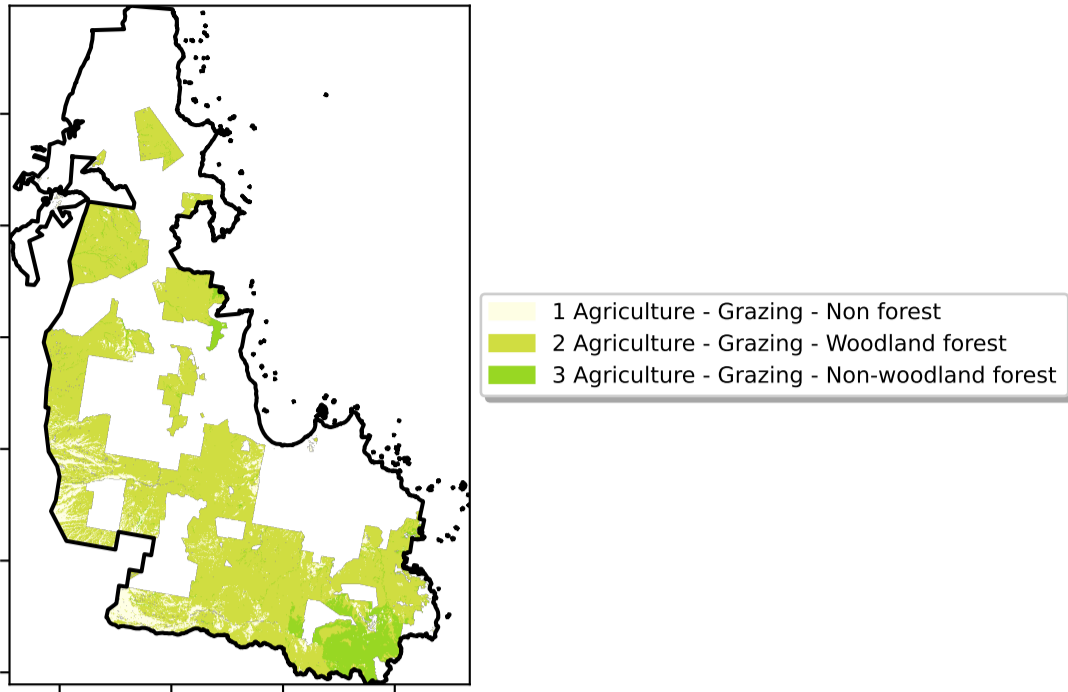 1 Agriculture - Grazing - Non forest
2 Agriculture - Grazing - Woodland forest
3 Agriculture - Grazing - Non-woodland forest